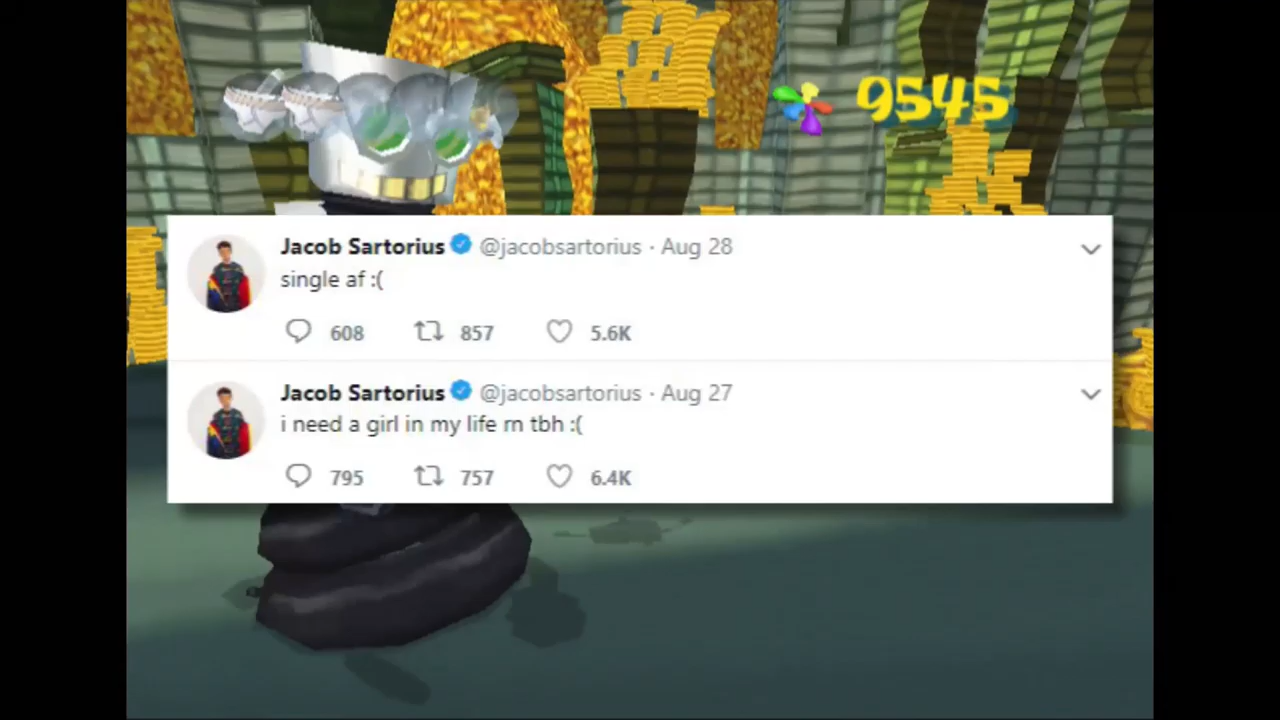 9545
Jacob Sartorius @jacobsartorius · Aug 28
single af :(
608 857 5.6K
Jacob Sartorius @jacobsartorius · Aug 27
i need a girl in my life rn tbh :(
795 757 6.4K